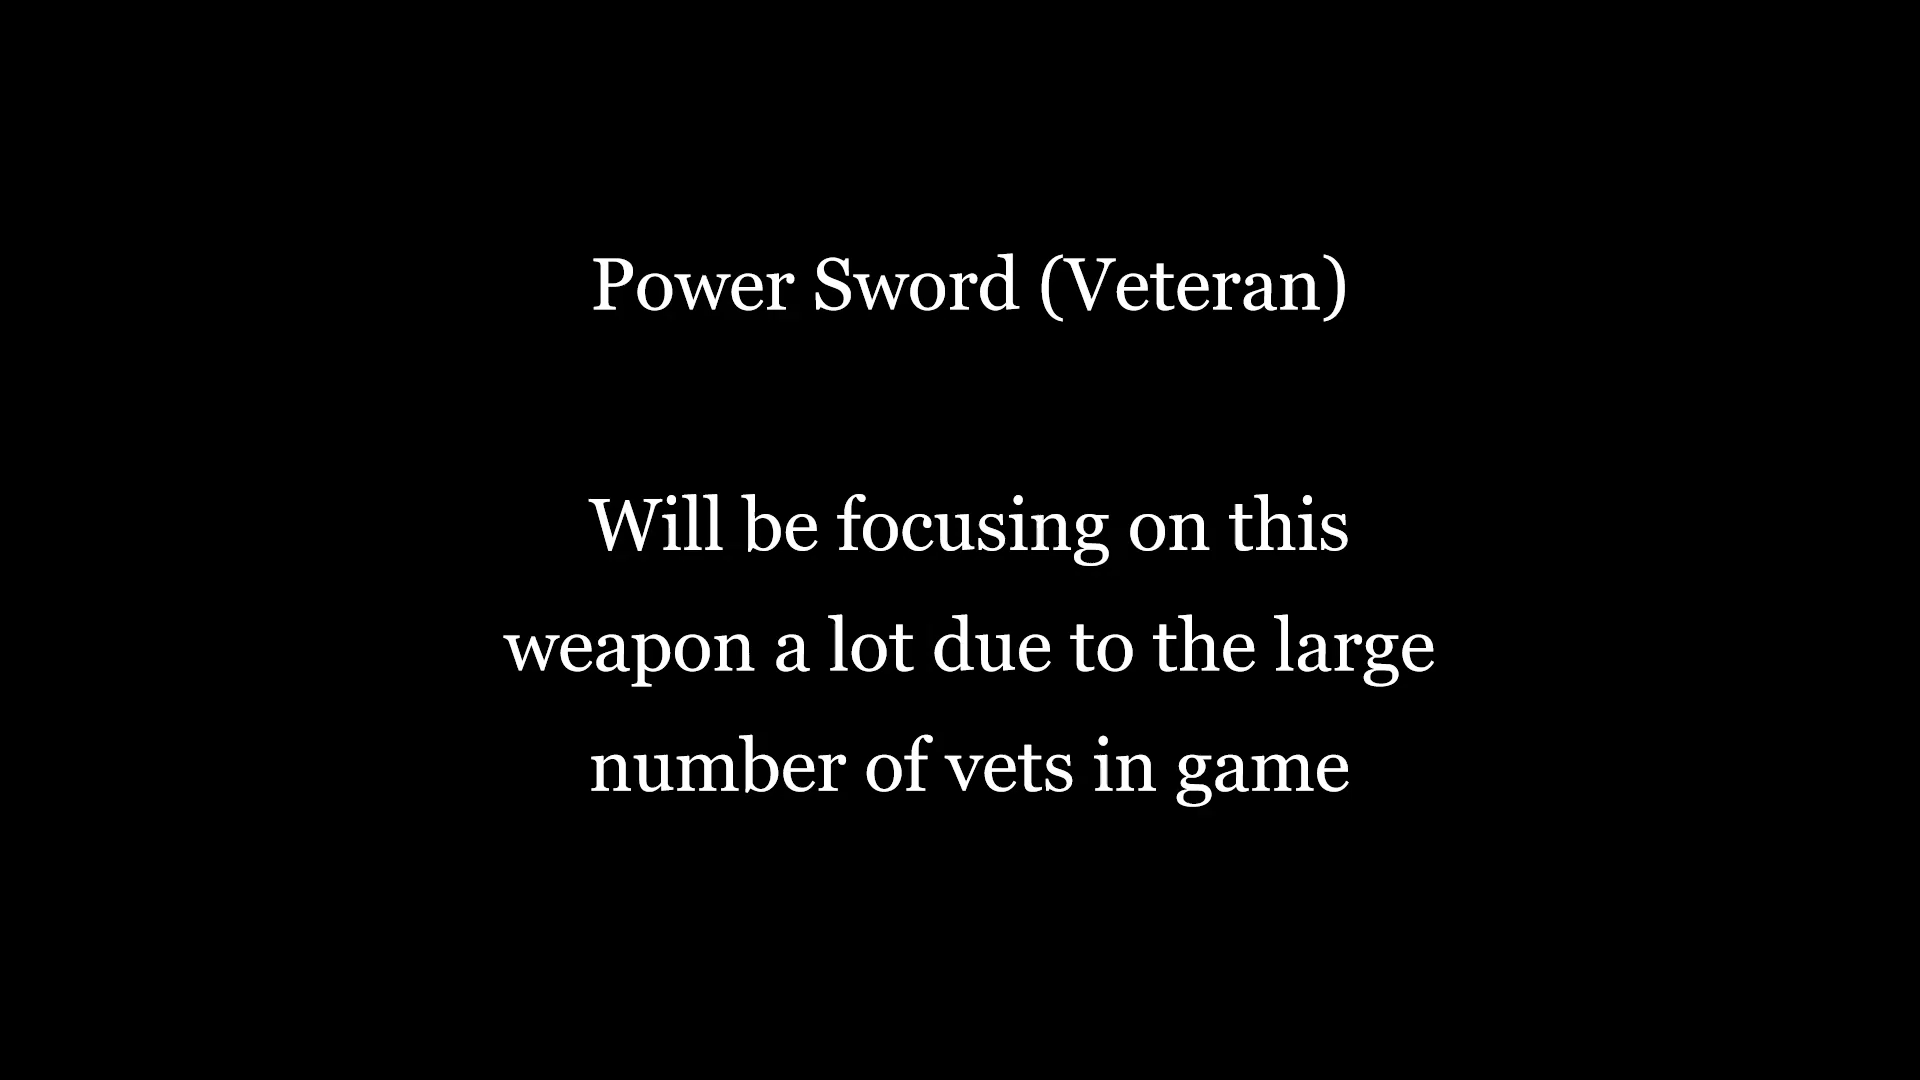 Power Sword (Veteran)
Will be focusing on this
weapon a lot due to the large
number of vets in game